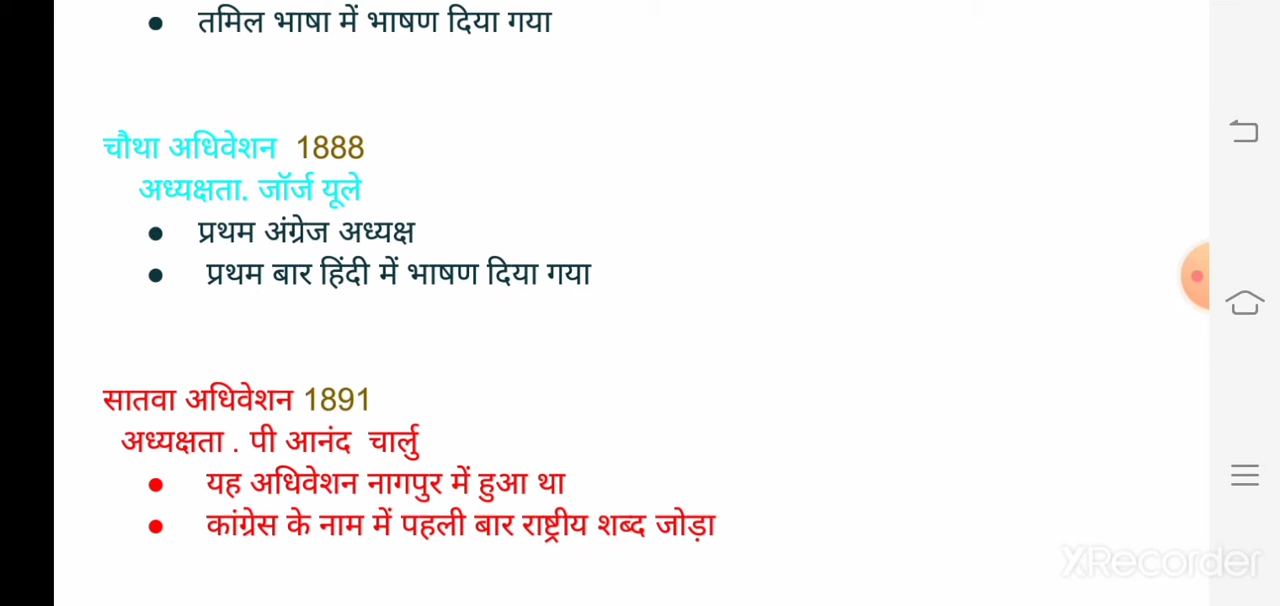 ● तमिल भाषा में भाषण दिया गया
चौथा अधिवेशन 1888
अध्यक्षता. जॉर्ज यूले
● प्रथम अंग्रेज अध्यक्ष
● प्रथम बार हिंदी में भाषण दिया गया
सातवा अधिवेशन 1891
अध्यक्षता . पी आनंद चार्लु
● यह अधिवेशन नागपुर में हुआ था
● कांग्रेस के नाम में पहली बार राष्ट्रीय शब्द जोड़ा
XRecorder